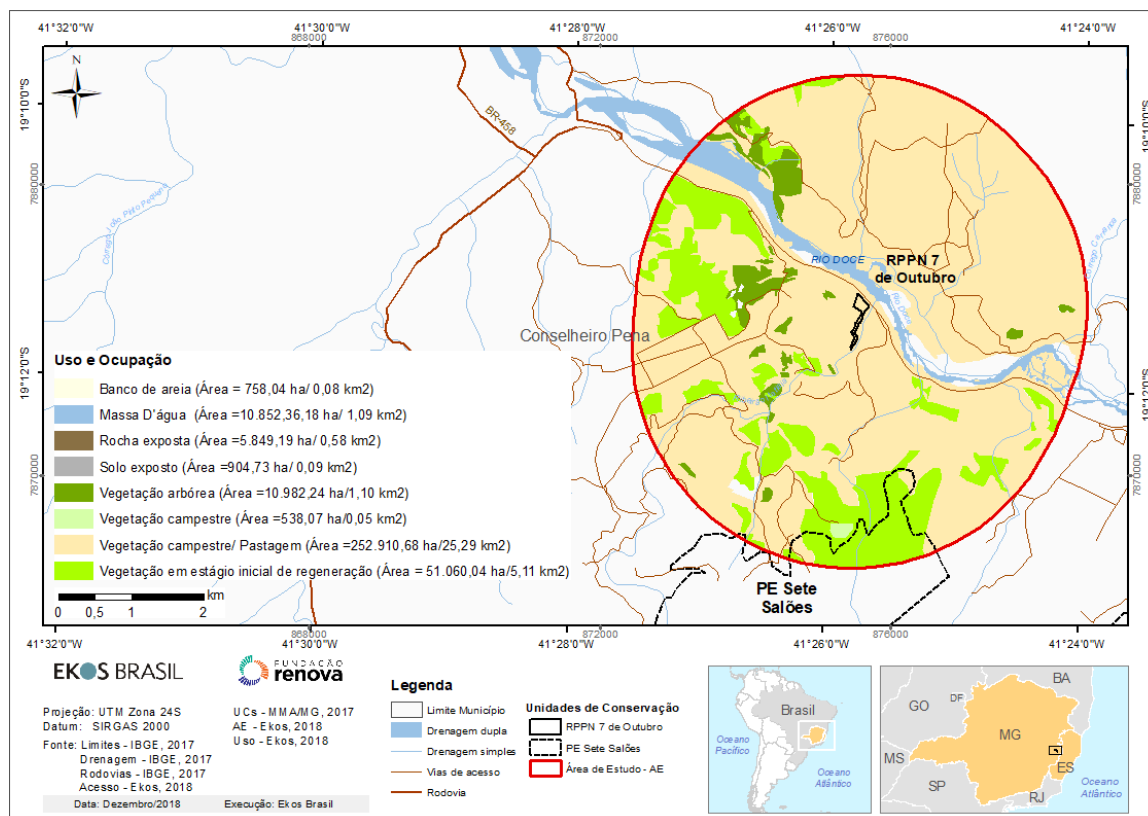 41°32'0"W
41°30'0"W
41°28'0"W
41°26'0"W
41°24'0"W
868000
872000
876000
N
19°10'0"S
19°10'0"S
7880000
7880000
BR-458
RIO DOCE
RPPN 7
de Outubro
Rio Doce
Conselheiro Pena
Uso e Ocupação
Banco de areia (Área = 758,04 ha/ 0,08 km2)
Massa D'água (Área =10.852,36,18 ha/ 1,09 km2)
Rocha exposta (Área =5.849,19 ha/ 0,58 km2)
Solo exposto (Área =904,73 ha/ 0,09 km2)
Vegetação arbórea (Área =10.982,24 ha/1,10 km2)
Vegetação campestre (Área =538,07 ha/0,05 km2)
Vegetação campestre/ Pastagem (Área =252.910,68 ha/25,29 km2)
Vegetação em estágio inicial de regeneração (Área = 51.060,04 ha/5,11 km2)
km
0 0,5 1 2
19°12'0"S
19°12'0"S
7870000
7870000
PE Sete
Salões
41°32'0"W
41°30'0"W
41°28'0"W
41°26'0"W
41°24'0"W
868000
872000
876000
EKOS BRASIL
FUNDAÇÃO
renova
Projeção: UTM Zona 24S
Datum: SIRGAS 2000
Fonte: Limites - IBGE, 2017
Drenagem - IBGE, 2017
Rodovias - IBGE, 2017
Acesso - Ekos, 2018
UCs - MMA/MG, 2017
AE - Ekos, 2018
Uso - Ekos, 2018
Data: Dezembro/2018 Execução: Ekos Brasil
Legenda
Limite Município
Drenagem dupla
Drenagem simples
Vias de acesso
Rodovia
Unidades de Conservação
RPPN 7 de Outubro
PE Sete Salões
Área de Estudo - AE
Brasil
Oceano
Pacífico
Oceano
Atlântico
BA
GO
DF
MG
MS
ES
SP
RJ
Oceano
Atlântico